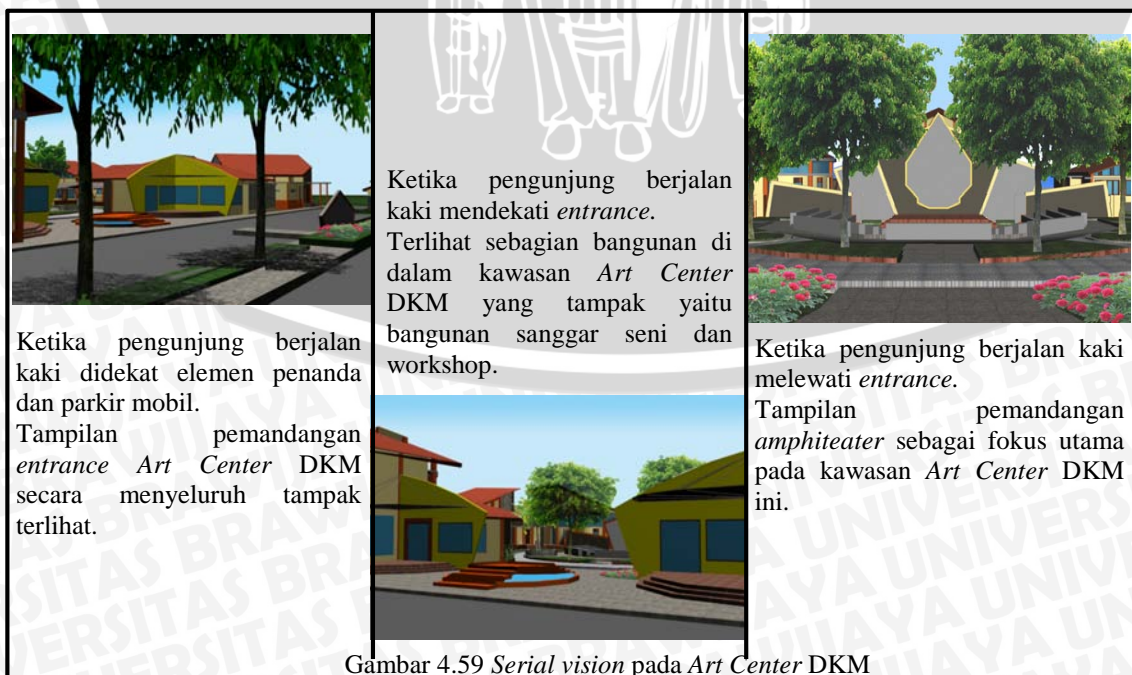 Ketika pengunjung berjalan
kaki didekat elemen penanda
dan parkir mobil.
Tampilan pemandangan
entrance Art Center DKM
secara menyeluruh tampak
terlihat.
Ketika pengunjung berjalan
kaki mendekati entrance.
Terlihat sebagian bangunan di
dalam kawasan Art Center
DKM yang tampak yaitu
bangunan sanggar seni dan
workshop.
Ketika pengunjung berjalan kaki
melewati entrance.
Tampilan pemandangan
amphiteater sebagai fokus utama
pada kawasan Art Center DKM
ini.
Gambar 4.59 Serial vision pada Art Center DKM